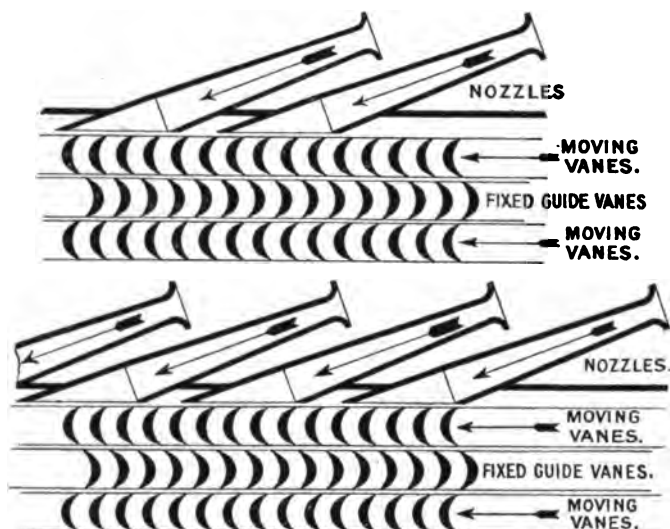 NOZZLES
MOVING
VANES.
FIXED GUIDE VANES
MOVING
VANES.
NOZZLES.
MOVING
VANES.
FIXED GUIDE VANES.
MOVING
VANES.